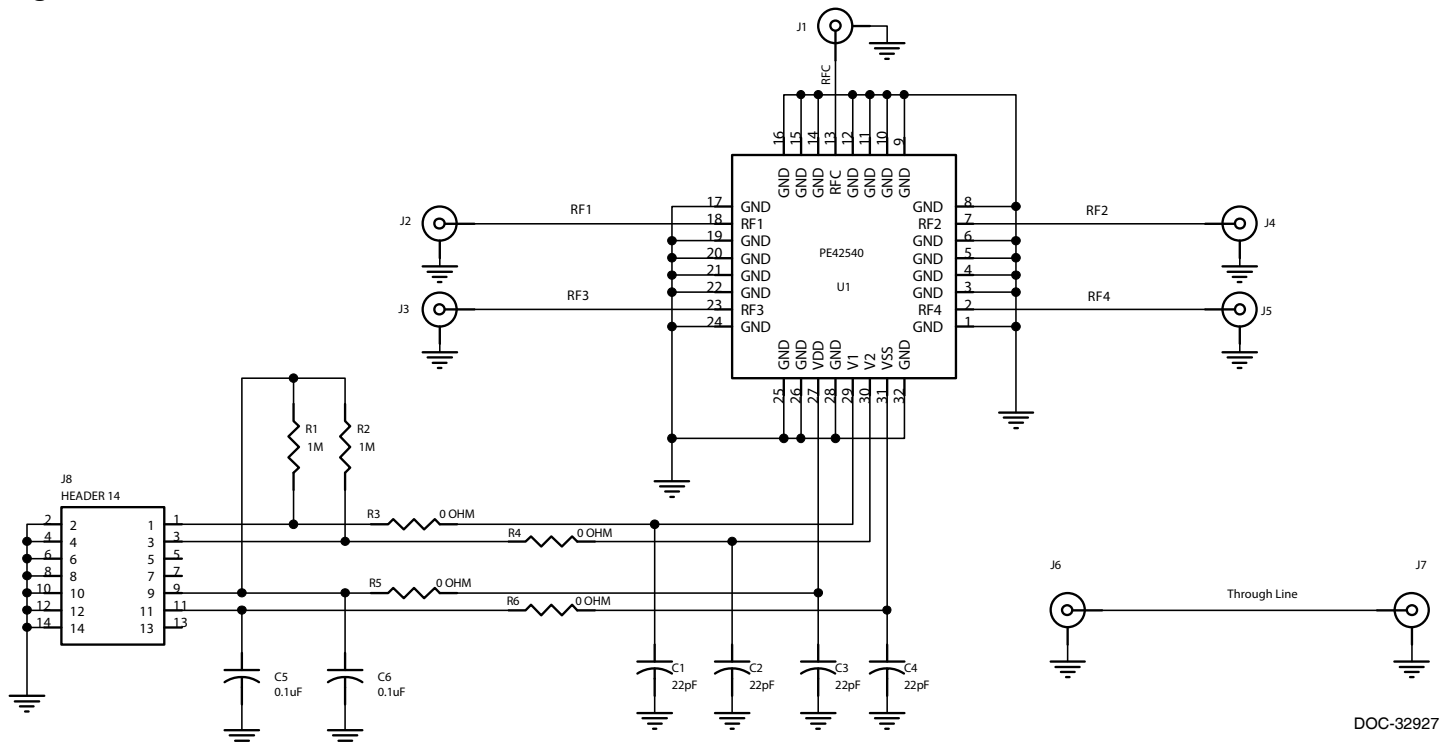 J1
RFC
16
15
14
13
12
11
10
9
GND
GND
GND
RFC
GND
GND
GND
GND
J2
RF1
17
GND
18
RF1
19
GND
20
GND
21
GND
22
GND
J3
RF3
23
RF3
24
GND
PE42540
U1
GND
8
RF2
7
RF2
J4
GND
6
GND
5
GND
4
GND
3
RF4
2
RF4
J5
GND
1
GND
GND
VDD
GND
V1
V2
VSS
GND
25
26
27
28
29
30
31
32
R1
1M
R2
1M
J8
HEADER 14
2 2 1 1
4 4 3 3
6 6 5 5
8 8 7 7
10 10 9 9
12 12 11 11
14 14 13 13
R3 0 OHM
R4 0 OHM
R5 0 OHM
R6 0 OHM
C5
0.1uF
C6
0.1uF
C1
22pF
C2
22pF
C3
22pF
C4
22pF
J6
Through Line
J7
DOC-32927